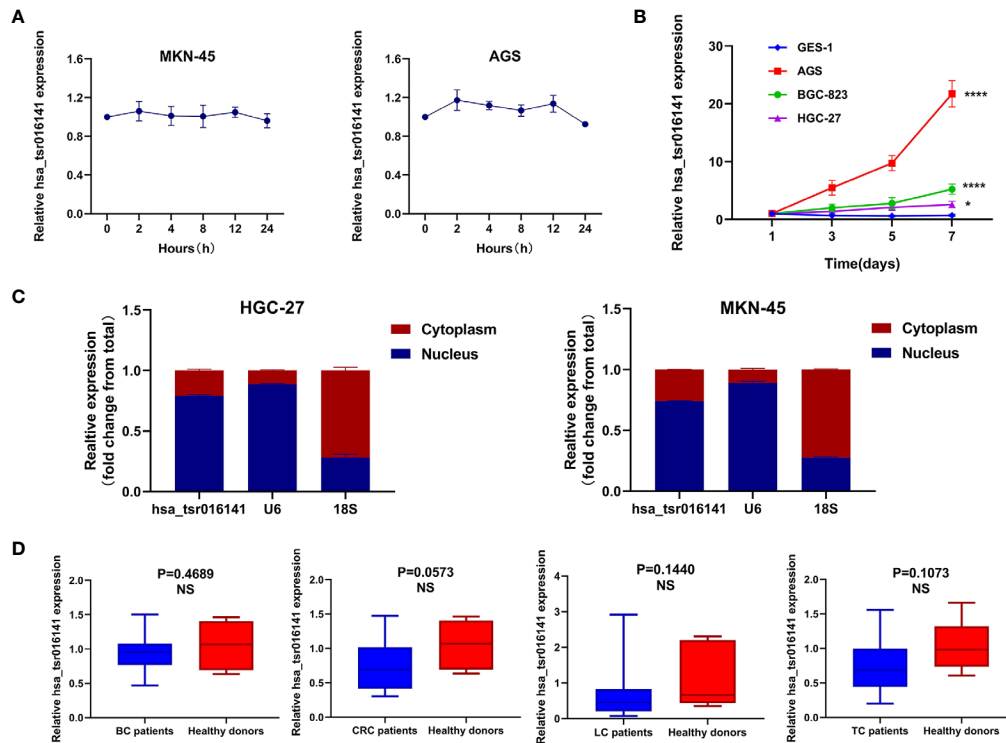 A
MKN-45
Relative hsa_tsr016141 expression
1.6
1.2
0.8
0.4
0.0
0 2 4 8 12 24
Hours(h)
AGS
Relative hsa_tsr016141 expression
1.6
1.2
0.8
0.4
0.0
0 2 4 8 12 24
Hours(h)
B
Relative hsa_tsr016141 expression
30
20
10
0
GES-1
AGS
BGC-823
HGC-27
****
****
*
1 3 5 7
Time(days)
C
HGC-27
Realtive expression
(fold change from total)
1.5
1.0
0.5
0.0
Cytoplasm
Nucleus
hsa_tsr016141 U6 18S
MKN-45
Realtive expression
(fold change from total)
1.5
1.0
0.5
0.0
Cytoplasm
Nucleus
hsa_tsr016141 U6 18S
D
Relative hsa_tsr016141 expression
2.0
1.5
1.0
0.5
0.0
P=0.4689
NS
BC patients Healthy donors
Relative hsa_tsr016141 expression
2.0
1.5
1.0
0.5
0.0
P=0.0573
NS
CRC patients Healthy donors
Relative hsa_tsr016141 expression
4
3
2
1
0
P=0.1440
NS
LC patients Healthy donors
Relative hsa_tsr016141 expression
2.0
1.5
1.0
0.5
0.0
P=0.1073
NS
TC patients Healthy donors